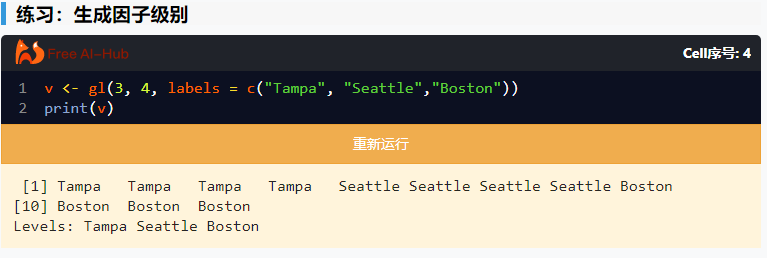 练习：生成因子级别
Free AI-Hub
Cell序号: 4
1 v <- gl(3, 4, labels = c("Tampa", "Seattle","Boston"))
2 print(v)
重新运行
[1] Tampa   Tampa   Tampa   Tampa   Seattle Seattle Seattle Seattle Boston
[10] Boston  Boston  Boston
Levels: Tampa Seattle Boston